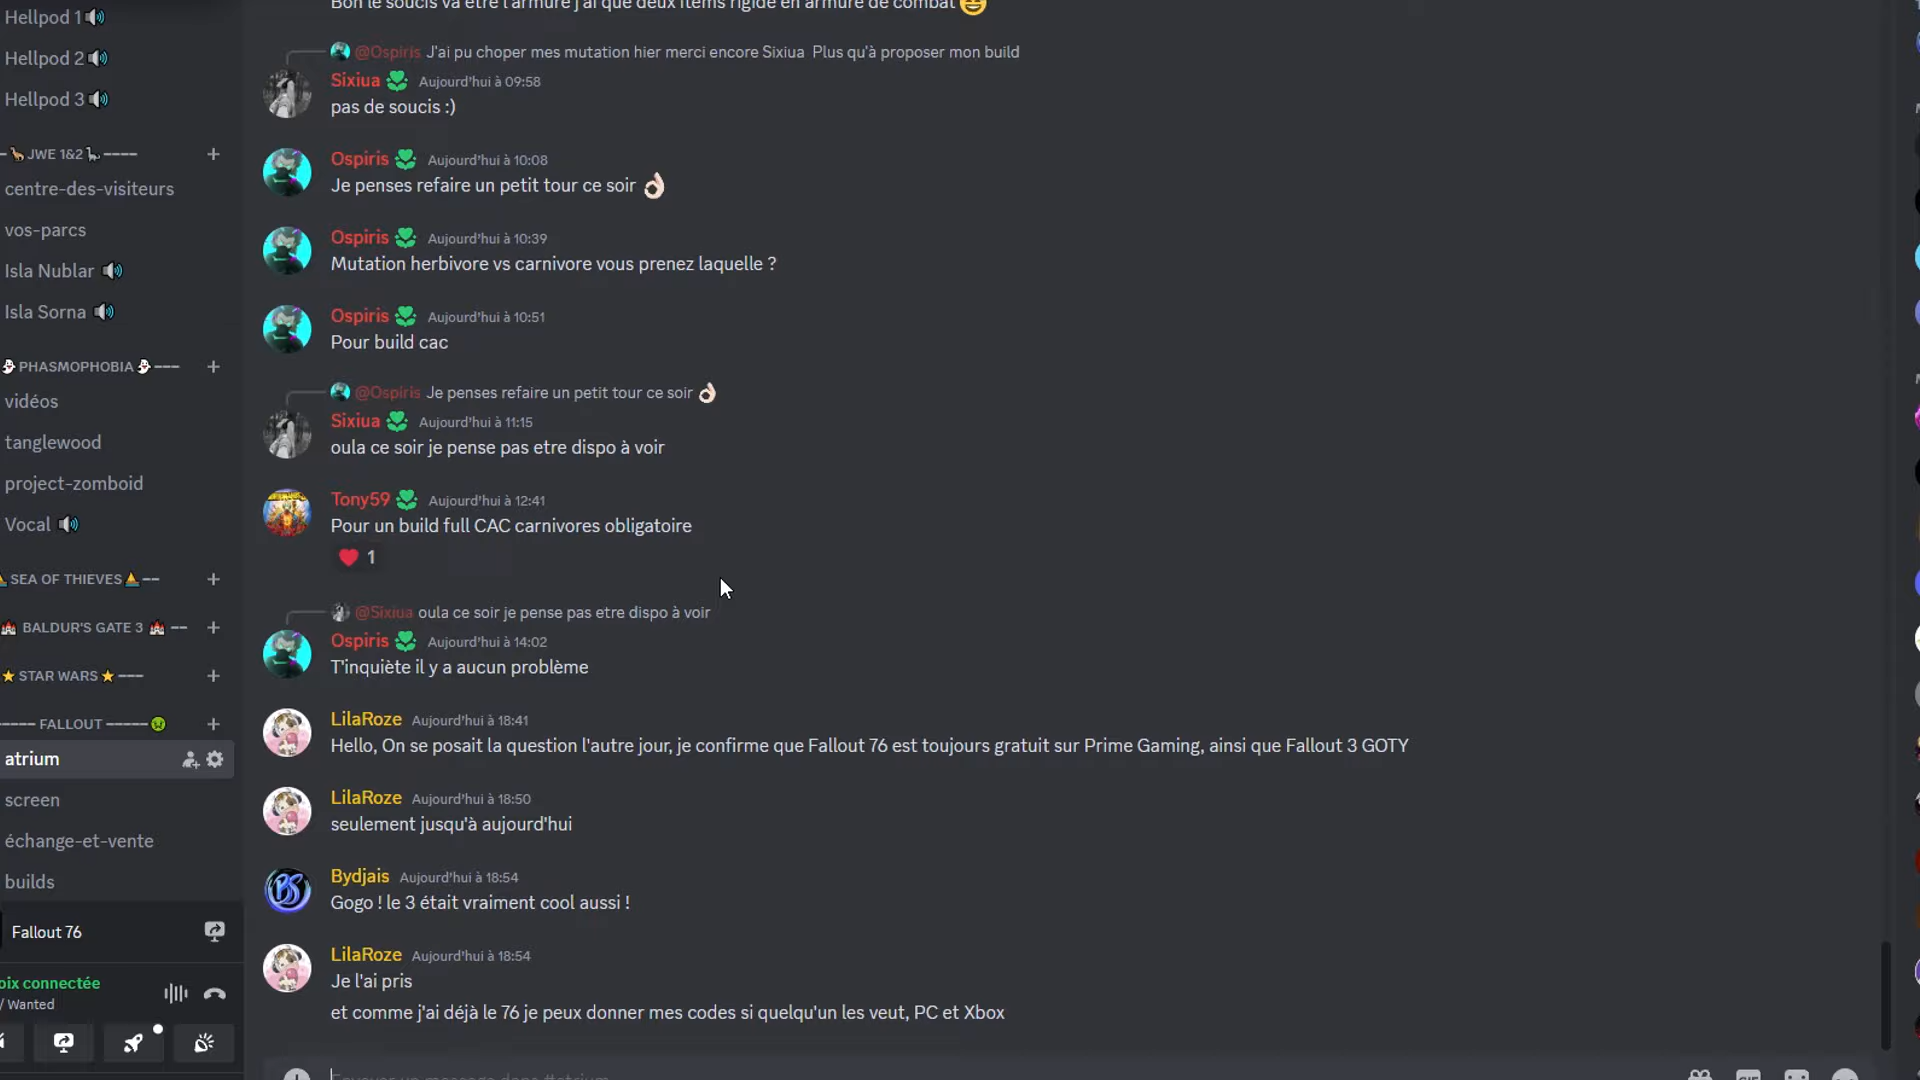 Hellpod 1
Hellpod 2
Hellpod 3
- JWE 1&2 ----
centre-des-visiteurs
vos-parcs
Isla Nublar
Isla Sorna
PHASMOPHOBIA ---
vidéos
tanglewood
project-zomboid
Vocal
SEA OF THIEVES --
BALDUR'S GATE 3 --
STAR WARS ---
----- FALLOUT -----
atrium
screen
échange-et-vente
builds
Fallout 76
oix connectée
/ Wanted
Bon le soucis va être l'armure j'ai que deux items rigide en armure de combat
@Ospiris J'ai pu choper mes mutation hier merci encore Sixiua Plus qu'à proposer mon build
Sixiua Aujourd'hui à 09:58
pas de soucis :)
Ospiris Aujourd'hui à 10:08
Je penses refaire un petit tour ce soir 👌🏻
Ospiris Aujourd'hui à 10:39
Mutation herbivore vs carnivore vous prenez laquelle ?
Ospiris Aujourd'hui à 10:51
Pour build cac
@Ospiris Je penses refaire un petit tour ce soir 👌🏻
Sixiua Aujourd'hui à 11:15
oula ce soir je pense pas etre dispo à voir
Tony59 Aujourd'hui à 12:41
Pour un build full CAC carnivores obligatoire
❤️ 1
@Sixiua oula ce soir je pense pas etre dispo à voir
Ospiris Aujourd'hui à 14:02
T'inquiète il y a aucun problème
LilaRoze Aujourd'hui à 18:41
Hello, On se posait la question l'autre jour, je confirme que Fallout 76 est toujours gratuit sur Prime Gaming, ainsi que Fallout 3 GOTY
LilaRoze Aujourd'hui à 18:50
seulement jusqu'à aujourd'hui
BS
Bydjais Aujourd'hui à 18:54
Gogo ! le 3 était vraiment cool aussi !
LilaRoze Aujourd'hui à 18:54
Je l'ai pris
et comme j'ai déjà le 76 je peux donner mes codes si quelqu'un les veut, PC et Xbox
Envoyer un message dans #atrium
GIF